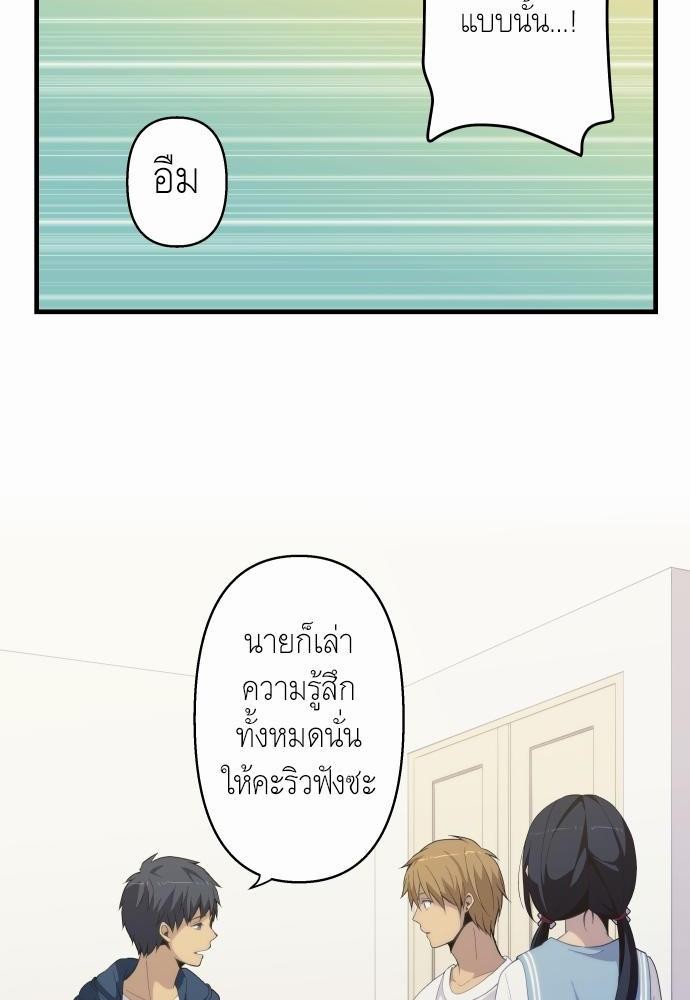 แบบนั้น...!
อืม
นายก็เล่า
ความรู้สึก
ทั้งหมดนั่น
ให้คะริวฟังซะ